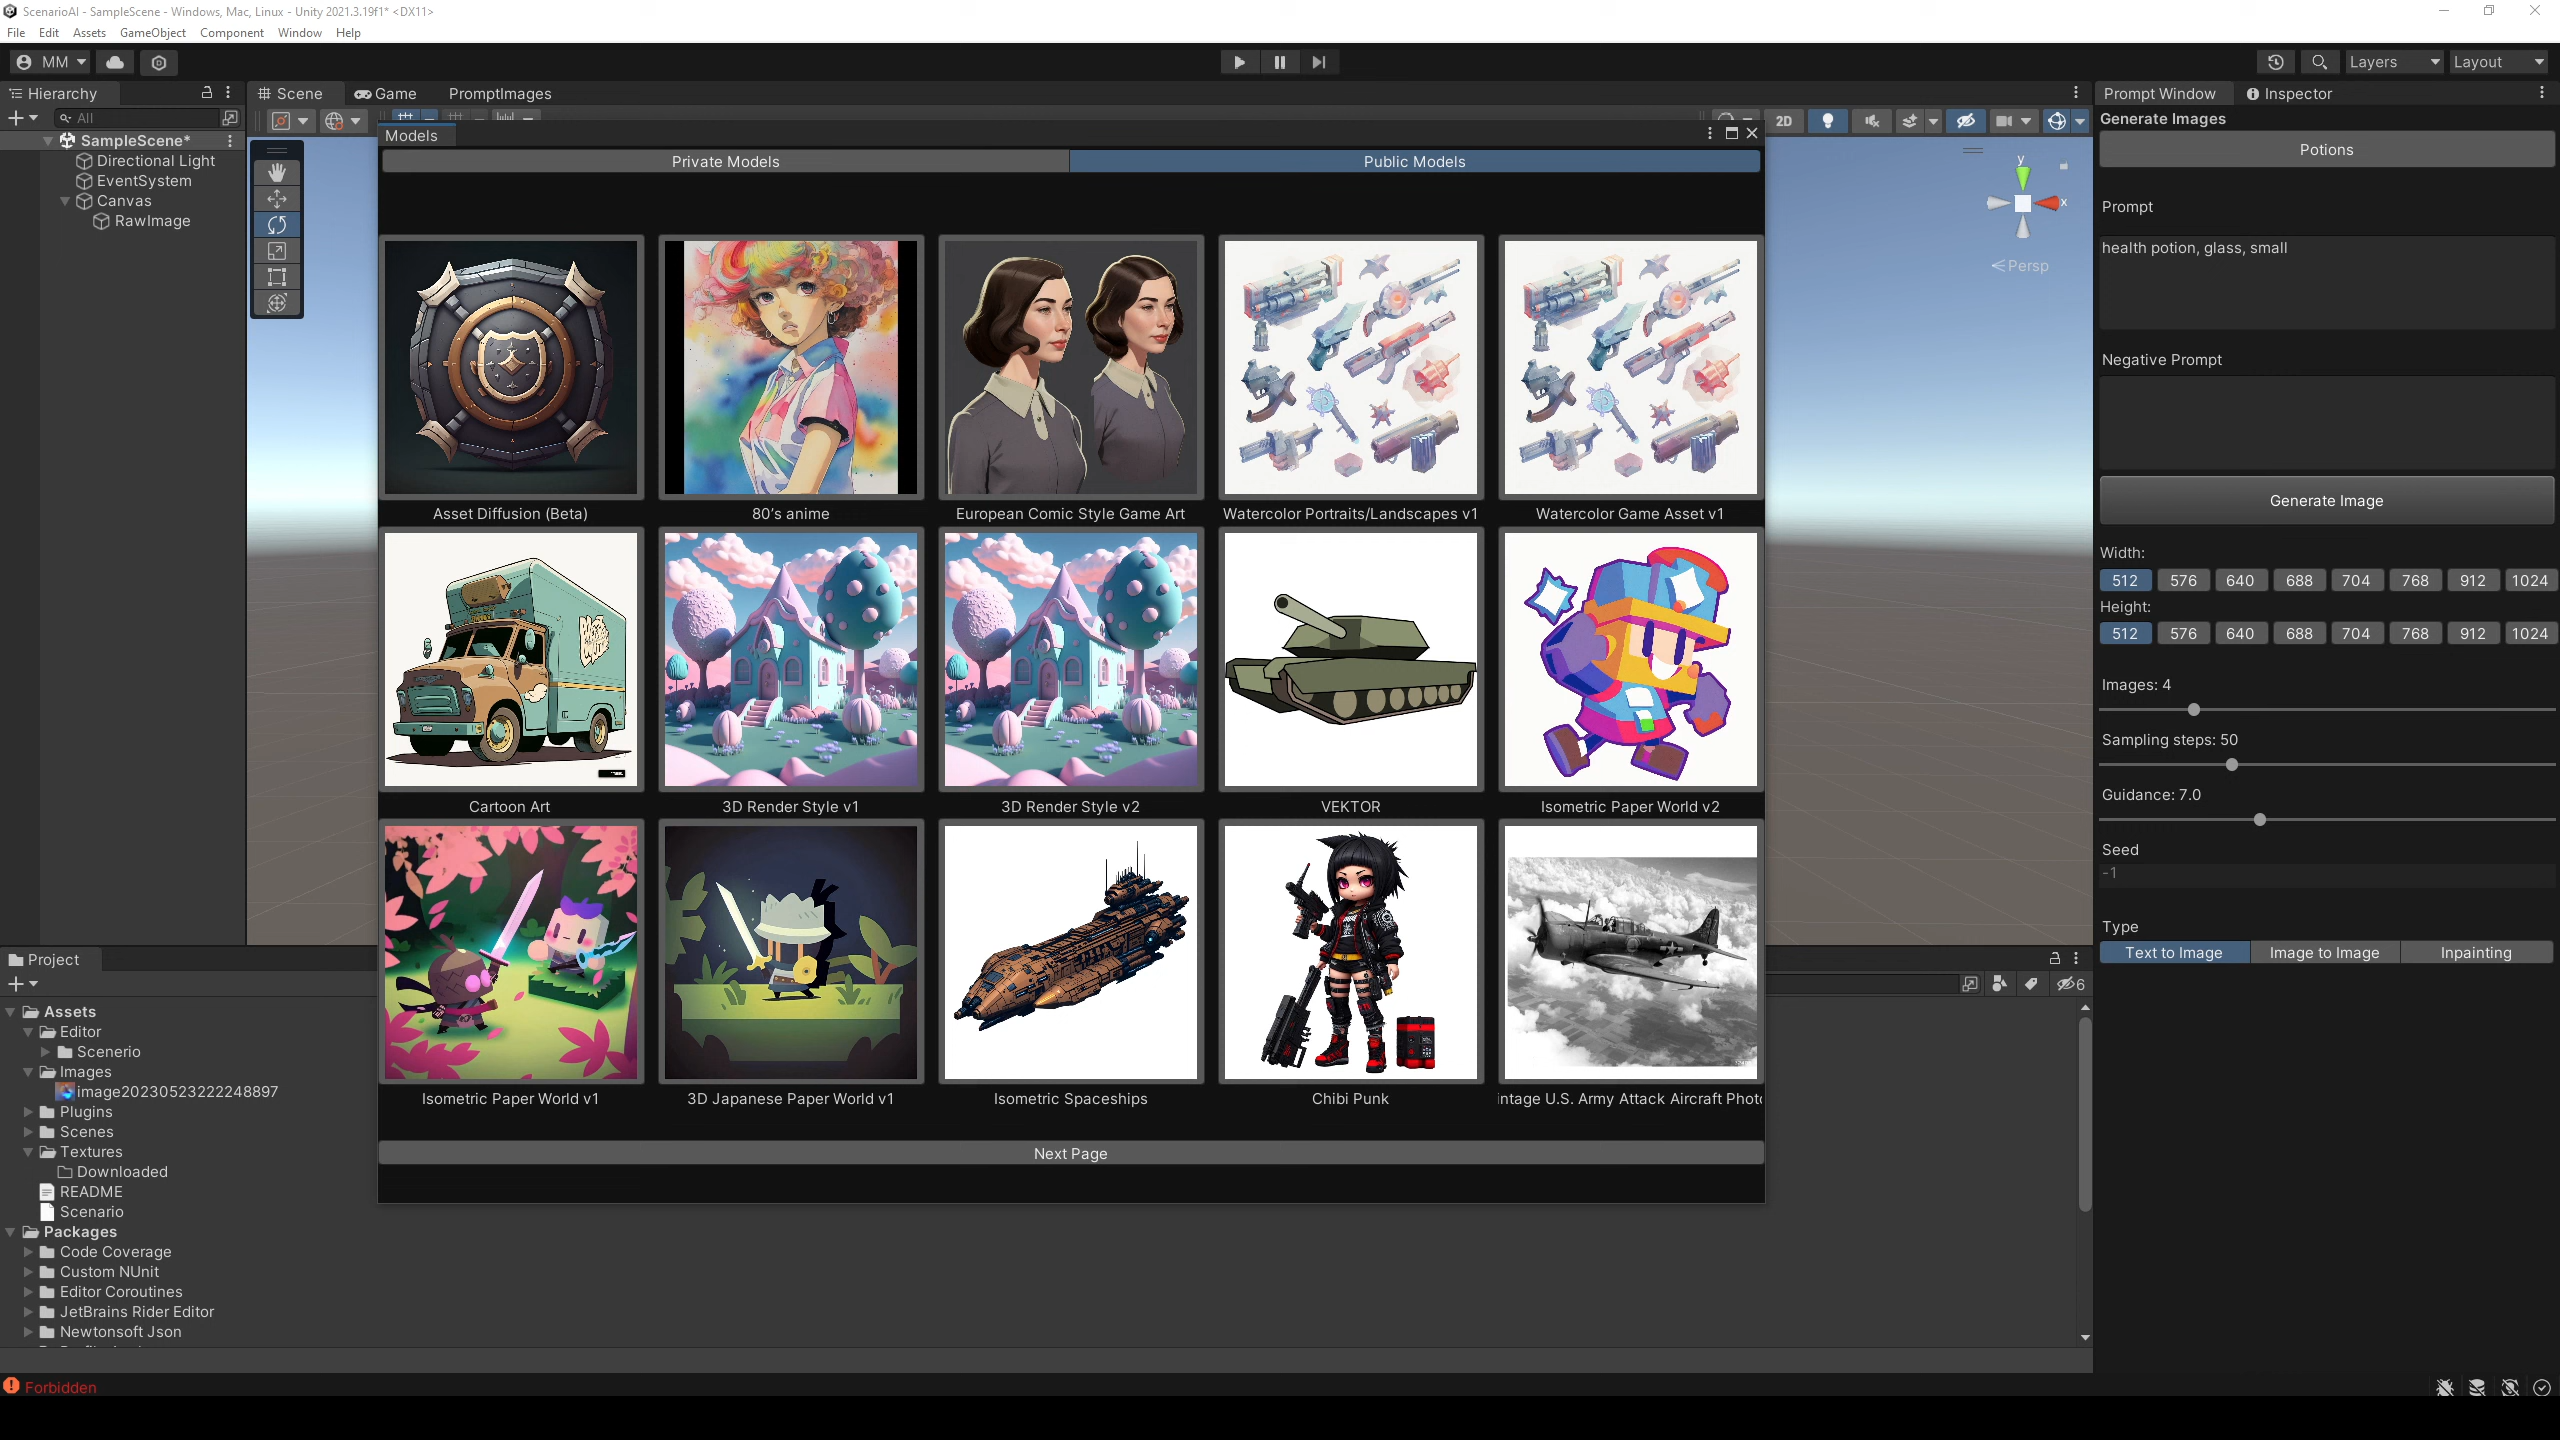 ScenarioAI - SampleScene - Windows, Mac, Linux - Unity 2021.3.19f1* <DX11>
File Edit Assets GameObject Component Window Help
MM
Layers
Layout
Hierarchy
Scene
Game
PromptImages
Prompt Window
Inspector
All
2D
Generate Images
Models
SampleScene*
Directional Light
EventSystem
Canvas
RawImage
Private Models
Public Models
Potions
y
x
Persp
Prompt
health potion, glass, small
Negative Prompt
Generate Image
Asset Diffusion (Beta)
80's anime
European Comic Style Game Art
Watercolor Portraits/Landscapes v1
Watercolor Game Asset v1
Width:
512 576 640 688 704 768 912 1024
Height:
512 576 640 688 704 768 912 1024
Images: 4
Sampling steps: 50
Guidance: 7.0
Seed
-1
Type
Text to Image
Image to Image
Inpainting
Cartoon Art
3D Render Style v1
3D Render Style v2
VEKTOR
Isometric Paper World v2
Isometric Paper World v1
3D Japanese Paper World v1
Isometric Spaceships
Chibi Punk
intage U.S. Army Attack Aircraft Phot
Next Page
Project
6
Assets
Editor
Scenerio
Images
image20230523222248897
Plugins
Scenes
Textures
Downloaded
README
Scenario
Packages
Code Coverage
Custom NUnit
Editor Coroutines
JetBrains Rider Editor
Newtonsoft Json
Forbidden